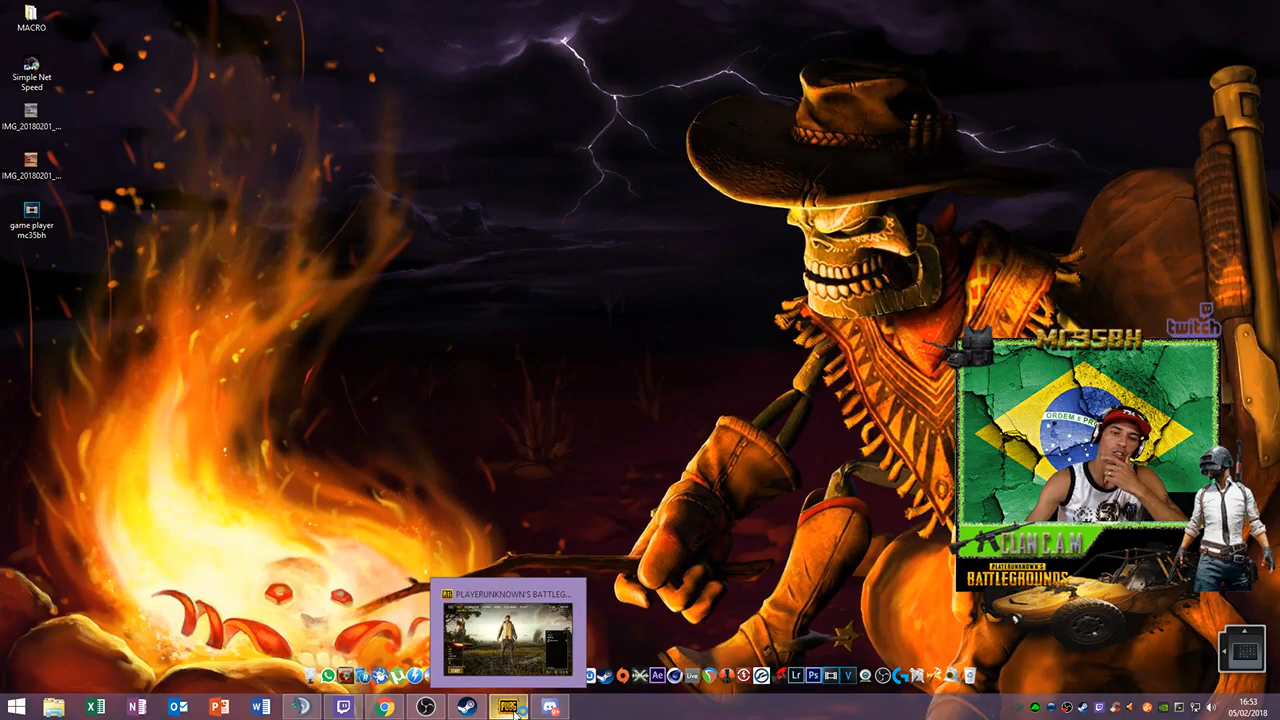 MACRO
Simple Net
Speed
IMG_20180201_...
IMG_20180201_...
game player
mc35bh
twitch
MC35BH
ORDEM E PR
CLAN C.A.M
PLAYERUNKNOWN'S
BATTLEGROUNDS
PLAYERUNKNOWN'S BATTLEG...
Ae
Live
Lr
Ps
V
PUBG
16:53
05/02/2018